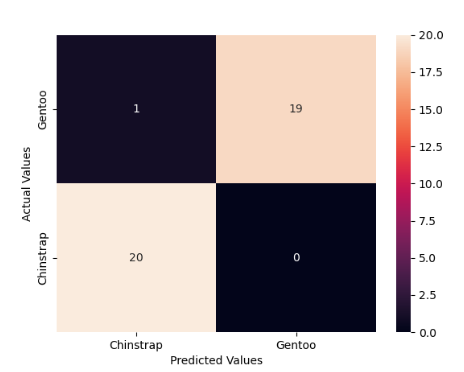 20.0
17.5
15.0
12.5
10.0
7.5
5.0
2.5
0.0
Actual Values
Gentoo
Chinstrap
1 19
20 0
Chinstrap Gentoo
Predicted Values